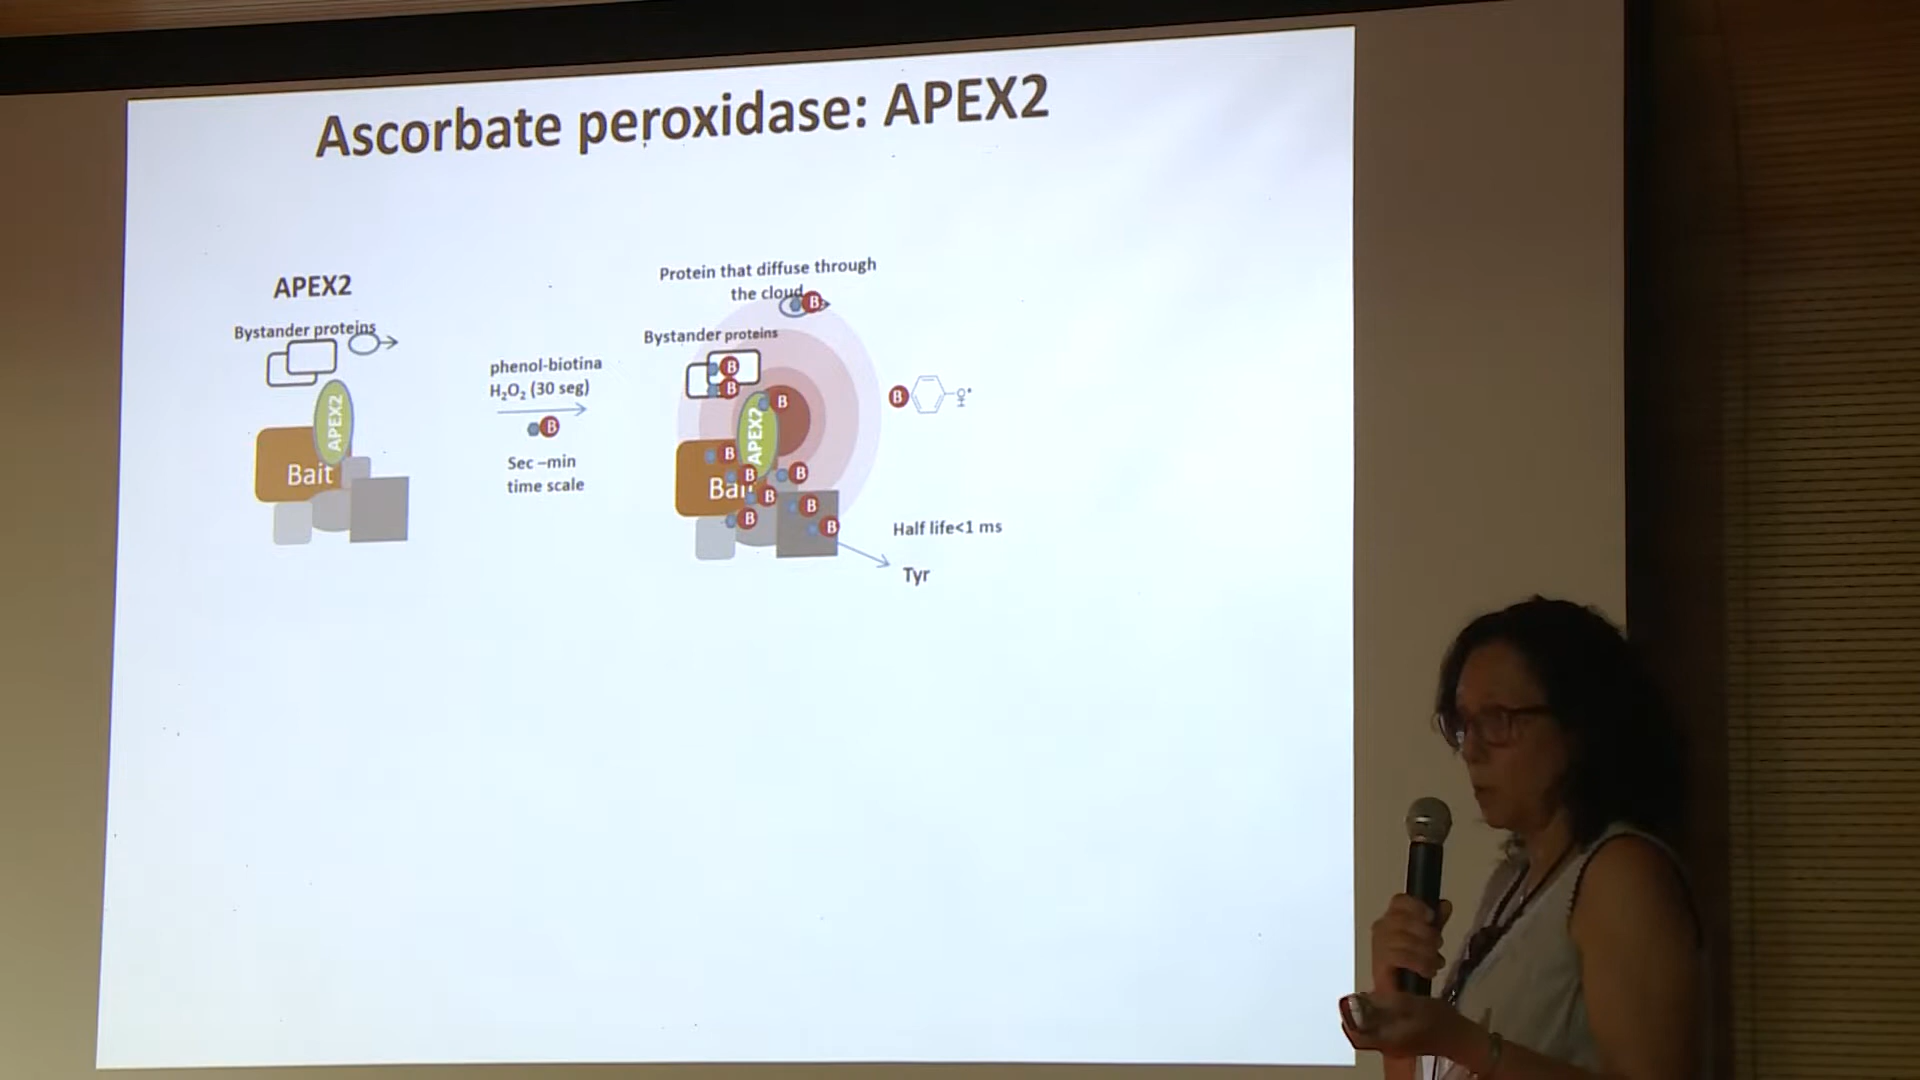 Ascorbate peroxidase: APEX2
APEX2
Bystander proteins
APEX2
Bait
phenol-biotina
H₂O₂ (30 seg)
B
Sec –min
time scale
Protein that diffuse through
the cloud
B
Bystander proteins
B
B
B
APEX2
B
B
B
Bait
B
B
B
B
B
Half life<1 ms
Tyr